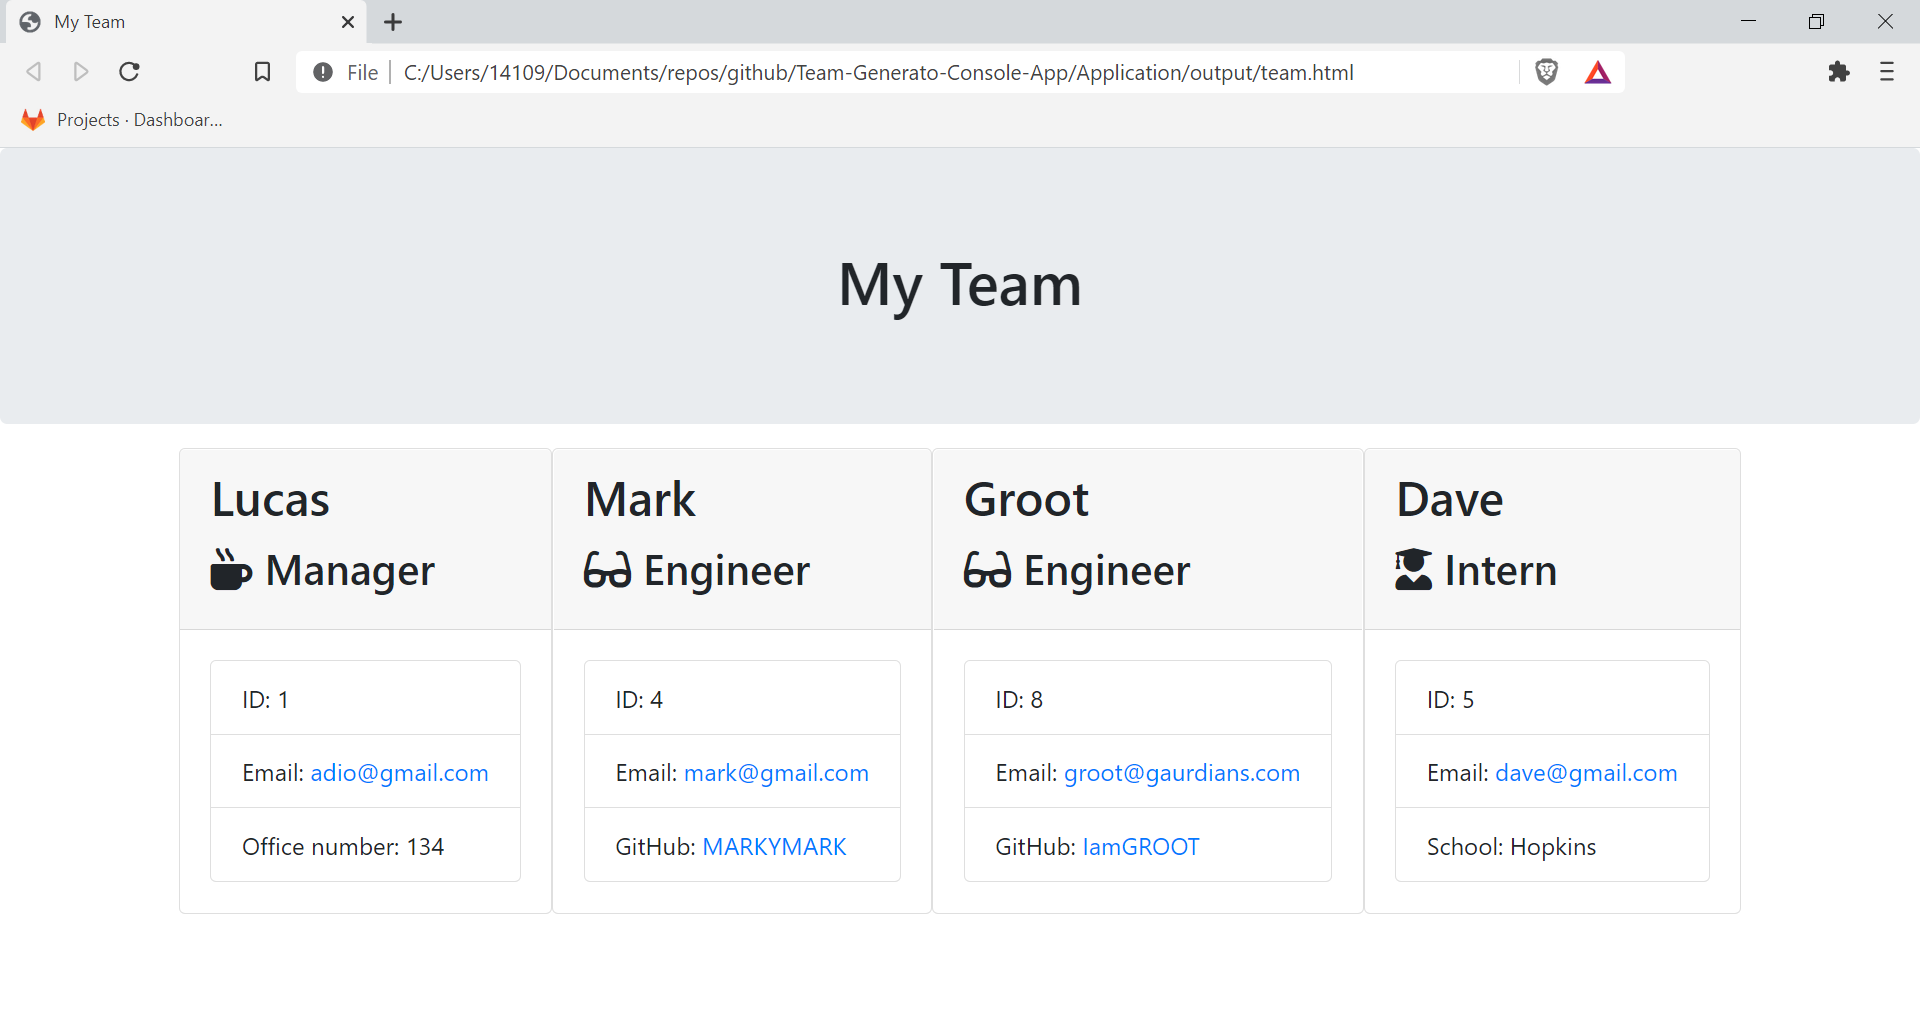 My Team
File C:/Users/14109/Documents/repos/github/Team-Generato-Console-App/Application/output/team.html
Projects · Dashboar...
My Team
Lucas
Manager
ID: 1
Email: adio@gmail.com
Office number: 134
Mark
Engineer
ID: 4
Email: mark@gmail.com
GitHub: MARKYMARK
Groot
Engineer
ID: 8
Email: groot@gaurdians.com
GitHub: IamGROOT
Dave
Intern
ID: 5
Email: dave@gmail.com
School: Hopkins